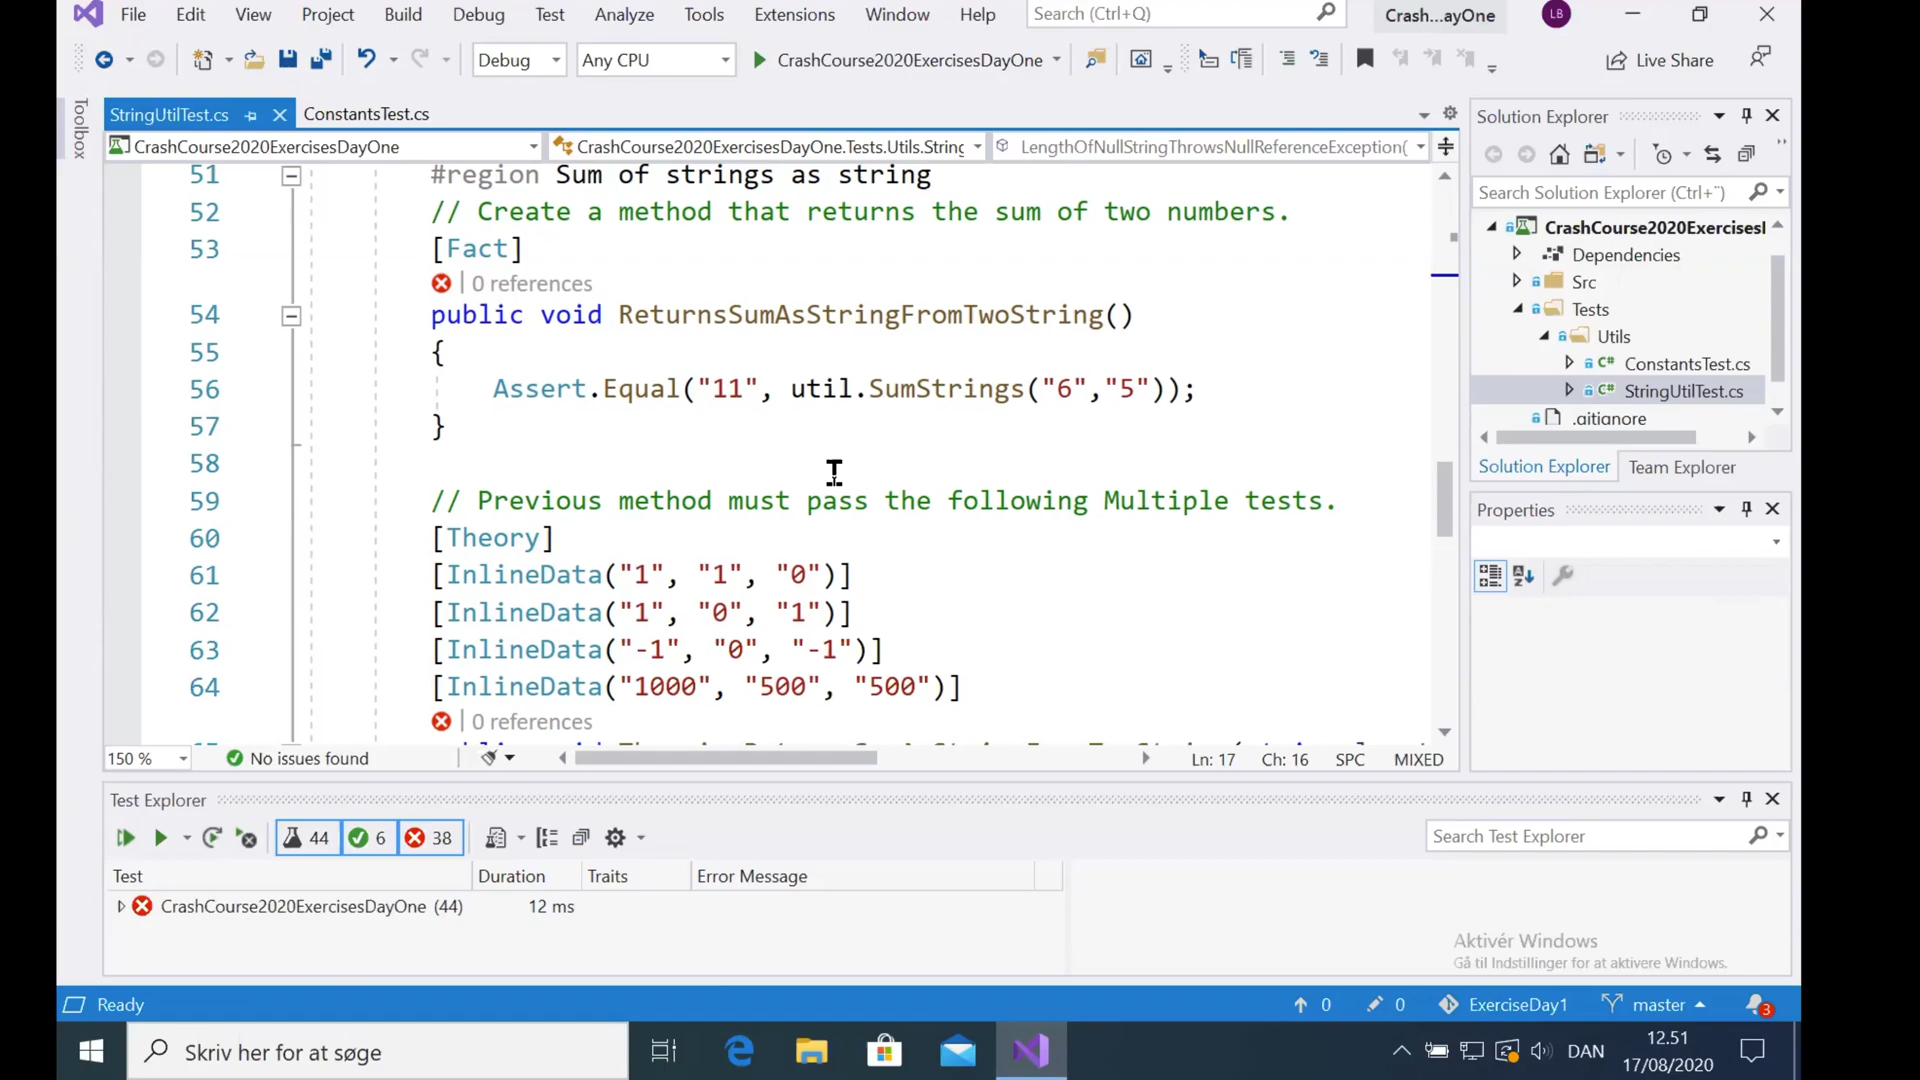 File Edit View Project Build Debug Test Analyze Tools Extensions Window Help Search (Ctrl+Q) Crash...ayOne LB
Debug Any CPU CrashCourse2020ExercisesDayOne Live Share
Toolbox
StringUtilTest.cs ConstantsTest.cs
CrashCourse2020ExercisesDayOne CrashCourse2020ExercisesDayOne.Tests.Utils.String LengthOfNullStringThrowsNullReferenceException(
51 #region Sum of strings as string
52 // Create a method that returns the sum of two numbers.
53 [Fact]
0 references
54 public void ReturnsSumAsStringFromTwoString()
55 {
56 Assert.Equal("11", util.SumStrings("6","5"));
57 }
58
59 // Previous method must pass the following Multiple tests.
60 [Theory]
61 [InlineData("1", "1", "0")]
62 [InlineData("1", "0", "1")]
63 [InlineData("-1", "0", "-1")]
64 [InlineData("1000", "500", "500")]
0 references
150 % No issues found Ln: 17 Ch: 16 SPC MIXED
Solution Explorer
Search Solution Explorer (Ctrl+¨)
CrashCourse2020Exercisesl
Dependencies
Src
Tests
Utils
ConstantsTest.cs
StringUtilTest.cs
.gitignore
Solution Explorer Team Explorer
Properties
Test Explorer
44 6 38 Search Test Explorer
Test Duration Traits Error Message
CrashCourse2020ExercisesDayOne (44) 12 ms
Aktivér Windows
Gå til Indstillinger for at aktivere Windows.
Ready 0 0 ExerciseDay1 master 3
Skriv her for at søge DAN 12.51
17/08/2020